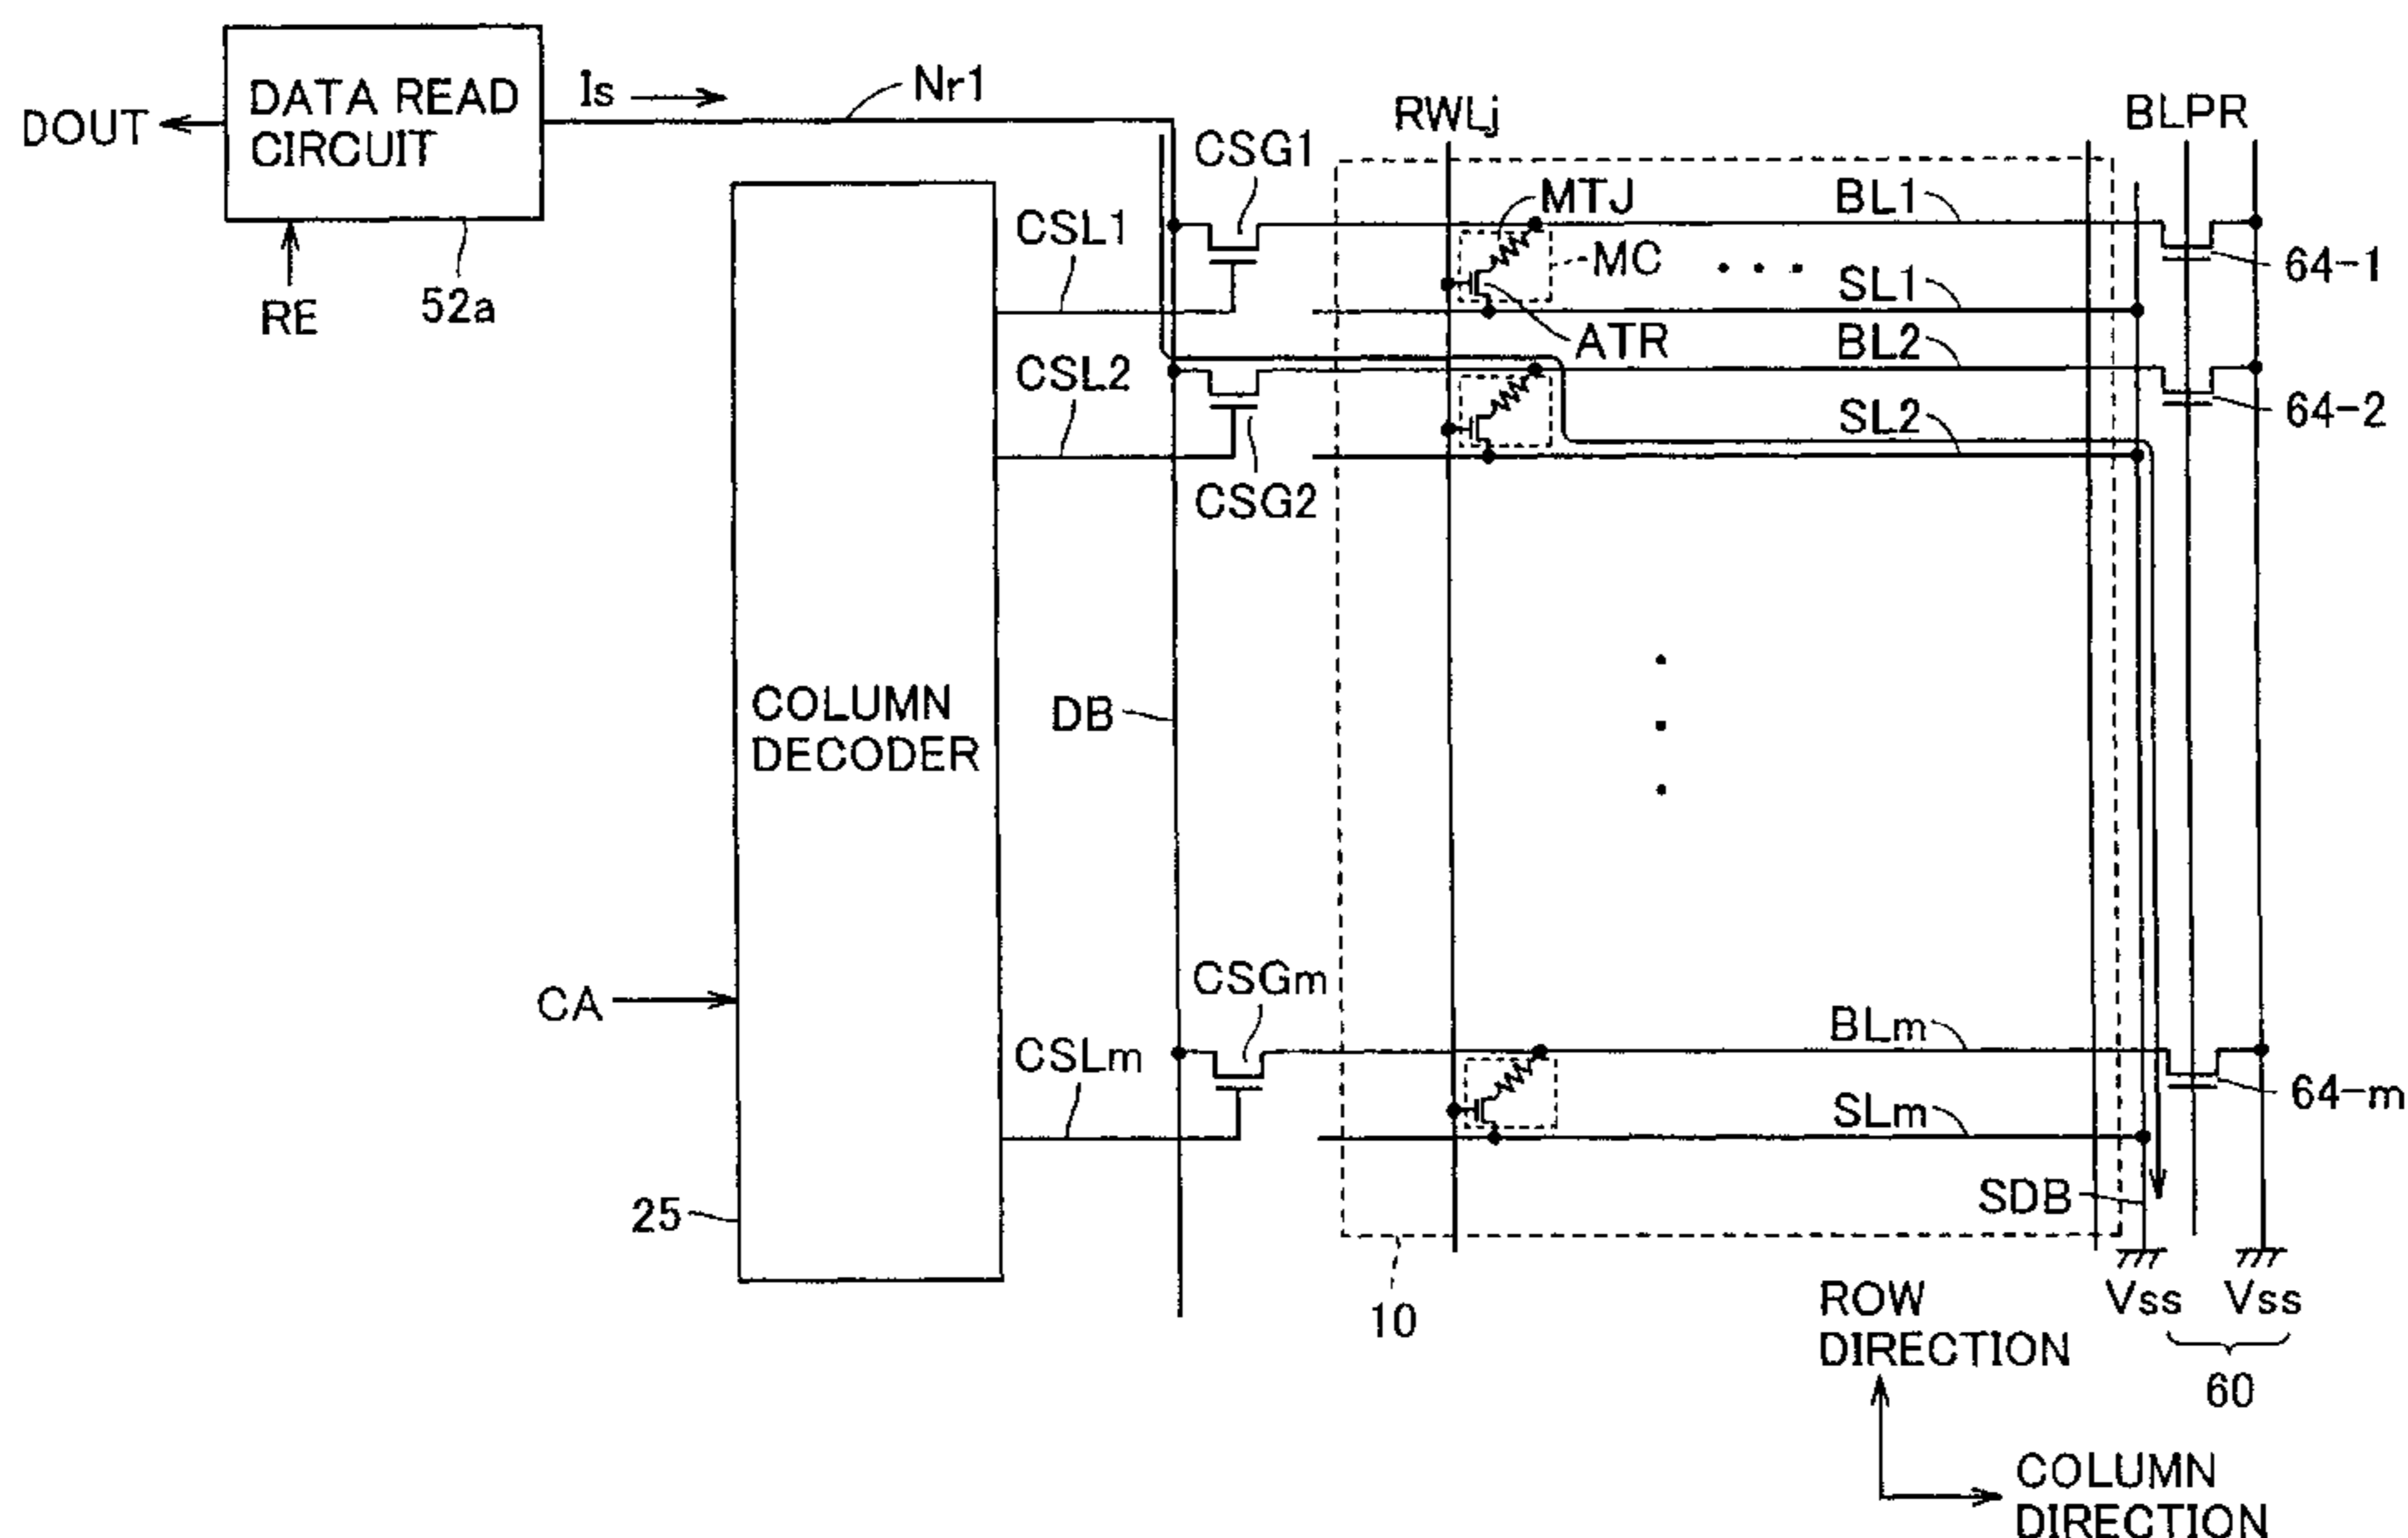 DATA READ
CIRCUIT
Is
Nr1
DOUT
RE
52a
RWLj
BLPR
CSG1
MTJ
BL1
MC
64-1
CSL1
SL1
ATR
BL2
CSL2
64-2
SL2
CSG2
COLUMN
DECODER
DB
CA
CSGm
BLm
CSLm
64-m
SLm
25
SDB
10
Vss
Vss
60
ROW
DIRECTION
COLUMN
DIRECTION